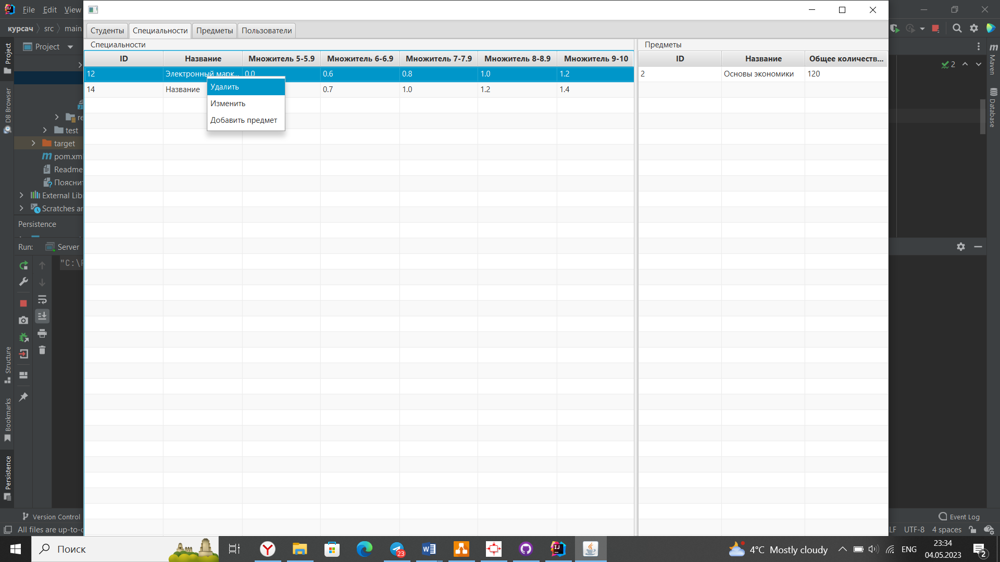 File Edit View
курсач src main
Студенты Специальности Предметы Пользователи
Project
Специальности
Предметы
ID Название Множитель 5-5.9 Множитель 6-6.9 Множитель 7-7.9 Множитель 8-8.9 Множитель 9-10
ID Название Общее количеств...
12 Электронный марк... 0.0 0.6 0.8 1.0 1.2
2 Основы экономики 120
14 Название 0.7 1.0 1.2 1.4
Удалить
Изменить
Добавить предмет
2
re
test
target
pom.xm
Readme
Поясни
External Lib
Scratches ar
Persistence
Run: Server
"C:\
Project
DB Browser
Structure
Bookmarks
Persistence
Maven
Database
Version Control
Event Log
All files are up-to-
LF UTF-8 4 spaces
Поиск
23
4°C Mostly cloudy
ENG
23:34
04.05.2023
2